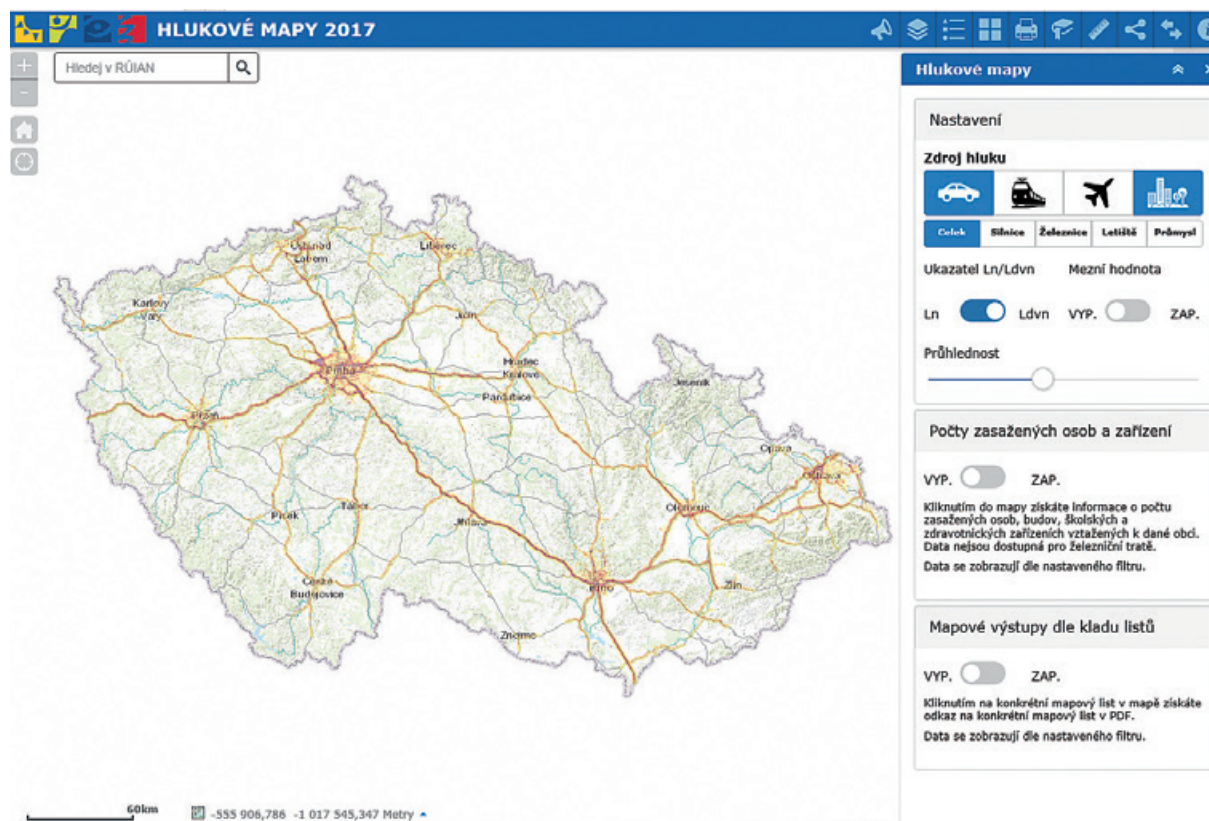 HLUKOVÉ MAPY 2017
Hledej v RÚIAN
Hlukové mapy
Nastavení
Zdroj hluku
Celek Silnice Železnice Letiště Průmysl
Ukazatel Ln/Ldvn Mezní hodnota
Ln Ldvn VYP. ZAP.
Průhlednost
Počty zasažených osob a zařízení
VYP. ZAP.
Kliknutím do mapy získáte informace o počtu
zasažených osob, budov, školských a
zdravotnických zařízeních vztažených k dané obci.
Data nejsou dostupná pro železniční tratě.
Data se zobrazují dle nastaveného filtru.
Mapové výstupy dle kladu listů
VYP. ZAP.
Kliknutím na konkrétní mapový list v mapě získáte
odkaz na konkrétní mapový list v PDF.
Data se zobrazují dle nastaveného filtru.
Ústí nad
Labem
Liberec
Karlovy
Vary
Jičín
Hradec
Králové
Praha
Pardubice
Jeseník
Plzeň
Opava
Ostrava
Olomouc
Písek
Tábor
Jihlava
České
Budějovice
Brno
Zlín
Znojmo
60km
-555 906,786 -1 017 545,347 Metry